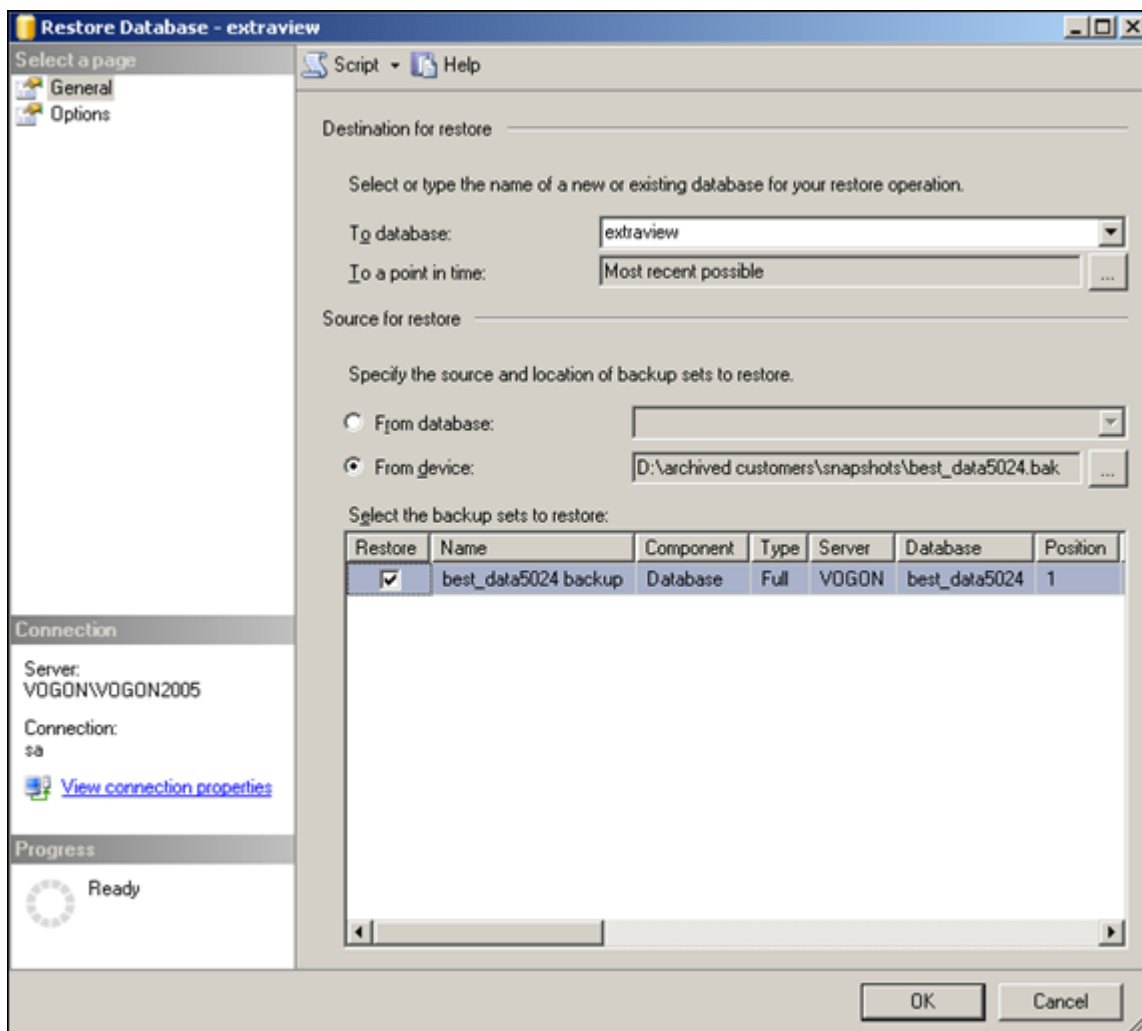 Restore Database - extraview
Select a page
General
Options
Script
Help
Destination for restore
Select or type the name of a new or existing database for your restore operation.
To database:
extraview
To a point in time:
Most recent possible
...
Source for restore
Specify the source and location of backup sets to restore.
From database:
From device:
D:\archived customers\snapshots\best_data5024.bak
...
Select the backup sets to restore:
Restore Name Component Type Server Database Position
best_data5024 backup Database Full VOGON best_data5024 1
Connection
Server:
VOGON\VOGON2005
Connection:
sa
View connection properties
Progress
Ready
OK
Cancel